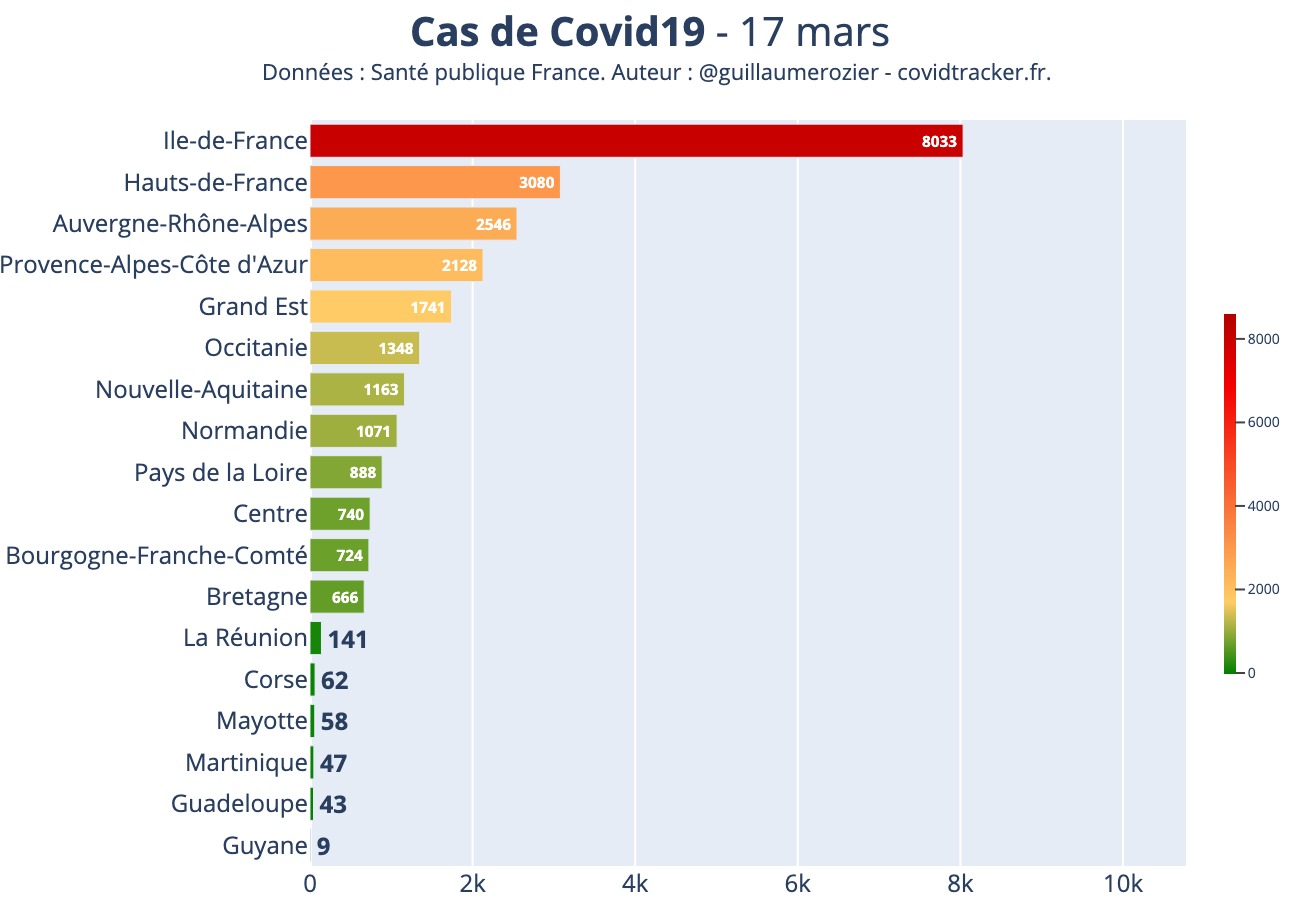 Cas de Covid19 - 17 mars
Données : Santé publique France. Auteur : @guillaumerozier - covidtracker.fr.
Ile-de-France 8033
Hauts-de-France 3080
Auvergne-Rhône-Alpes 2546
Provence-Alpes-Côte d'Azur 2128
Grand Est 1741
Occitanie 1348
Nouvelle-Aquitaine 1163
Normandie 1071
Pays de la Loire 888
Centre 740
Bourgogne-Franche-Comté 724
Bretagne 666
La Réunion 141
Corse 62
Mayotte 58
Martinique 47
Guadeloupe 43
Guyane 9
0 2k 4k 6k 8k 10k
8000
6000
4000
2000
0